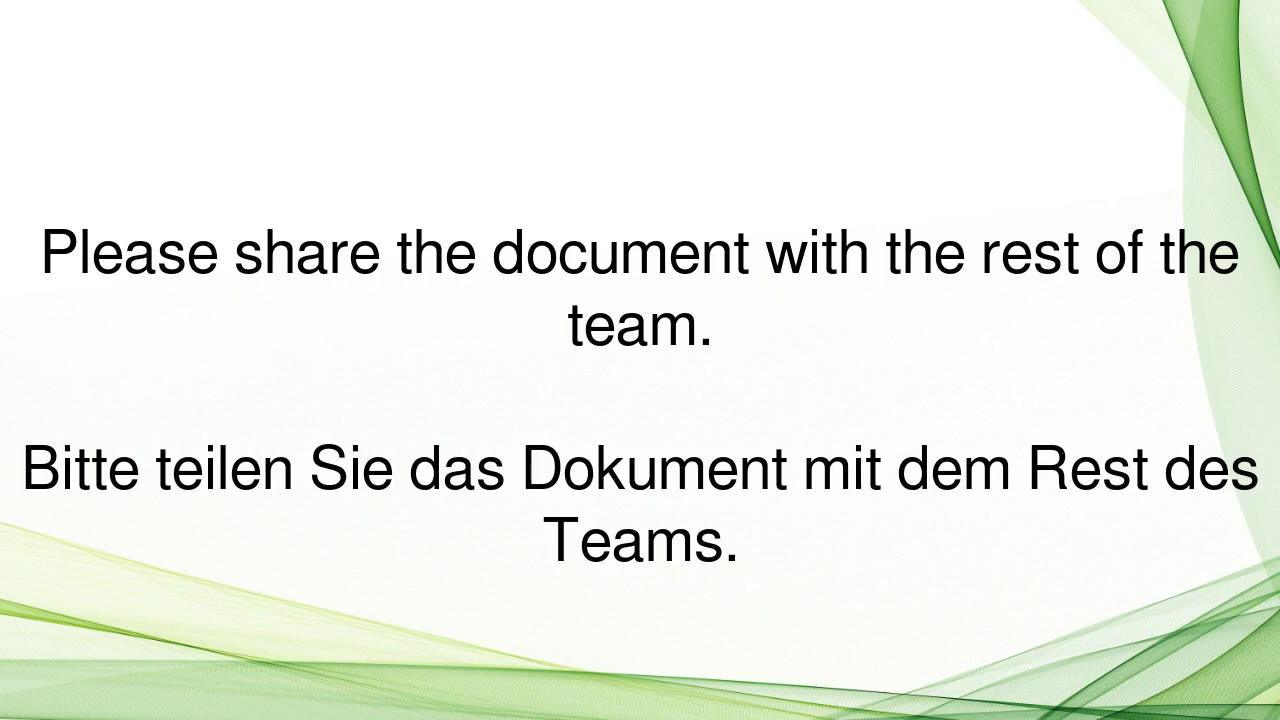 Please share the document with the rest of the
team.
Bitte teilen Sie das Dokument mit dem Rest des
Teams.